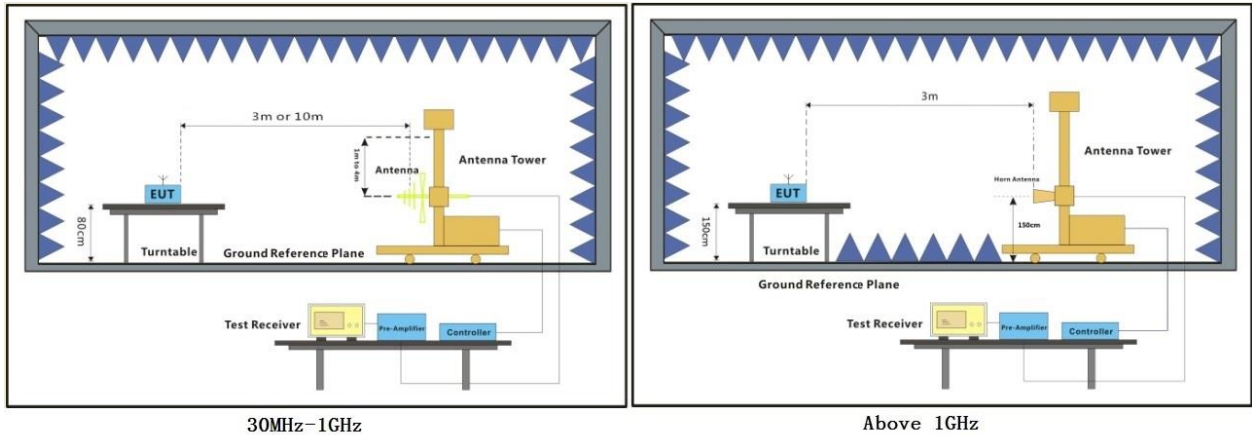 3m or 10m
1m to 4m
Antenna
Antenna Tower
EUT
80cm
Turntable
Ground Reference Plane
Test Receiver
Pre-Amplifier
Controller
30MHz-1GHz
3m
Antenna Tower
Horn Antenna
EUT
150cm
150cm
Turntable
Ground Reference Plane
Test Receiver
Pre-Amplifier
Controller
Above 1GHz